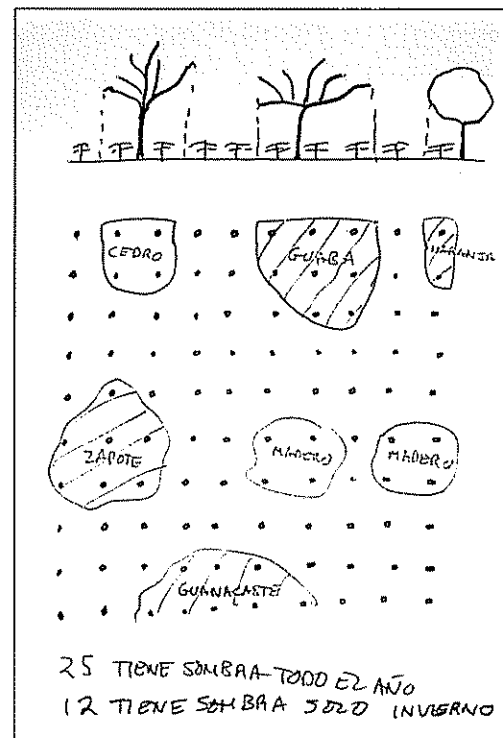 CEDRO
GUABA
NARANJA
ZAPOTE
MADERO
MADERO
GUANACASTE
25 TIENE SOMBRA TODO EL AÑO
12 TIENE SOMBRA SOLO INVIERNO